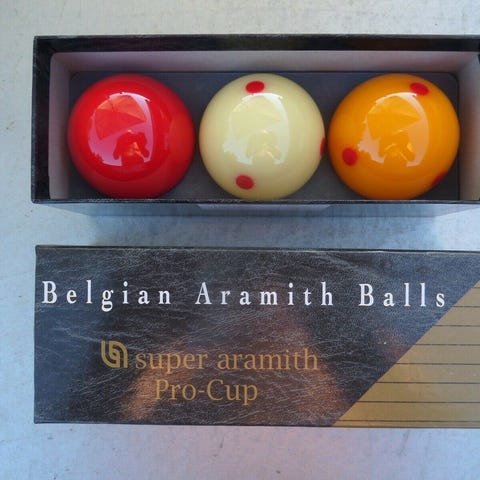 Belgian Aramith Balls
super aramith
Pro-Cup